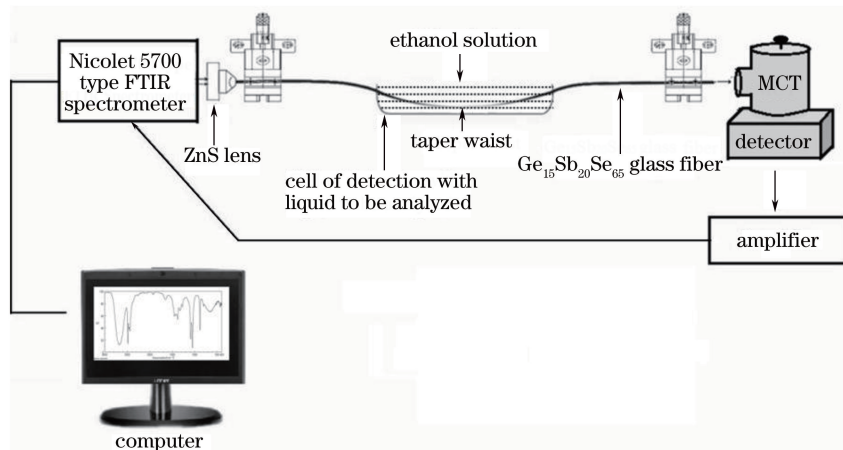 Nicolet 5700
type FTIR
spectrometer
ZnS lens
ethanol solution
taper waist
cell of detection with
liquid to be analyzed
Ge₁₅Sb₂₀Se₆₅ glass fiber
MCT
detector
amplifier
computer